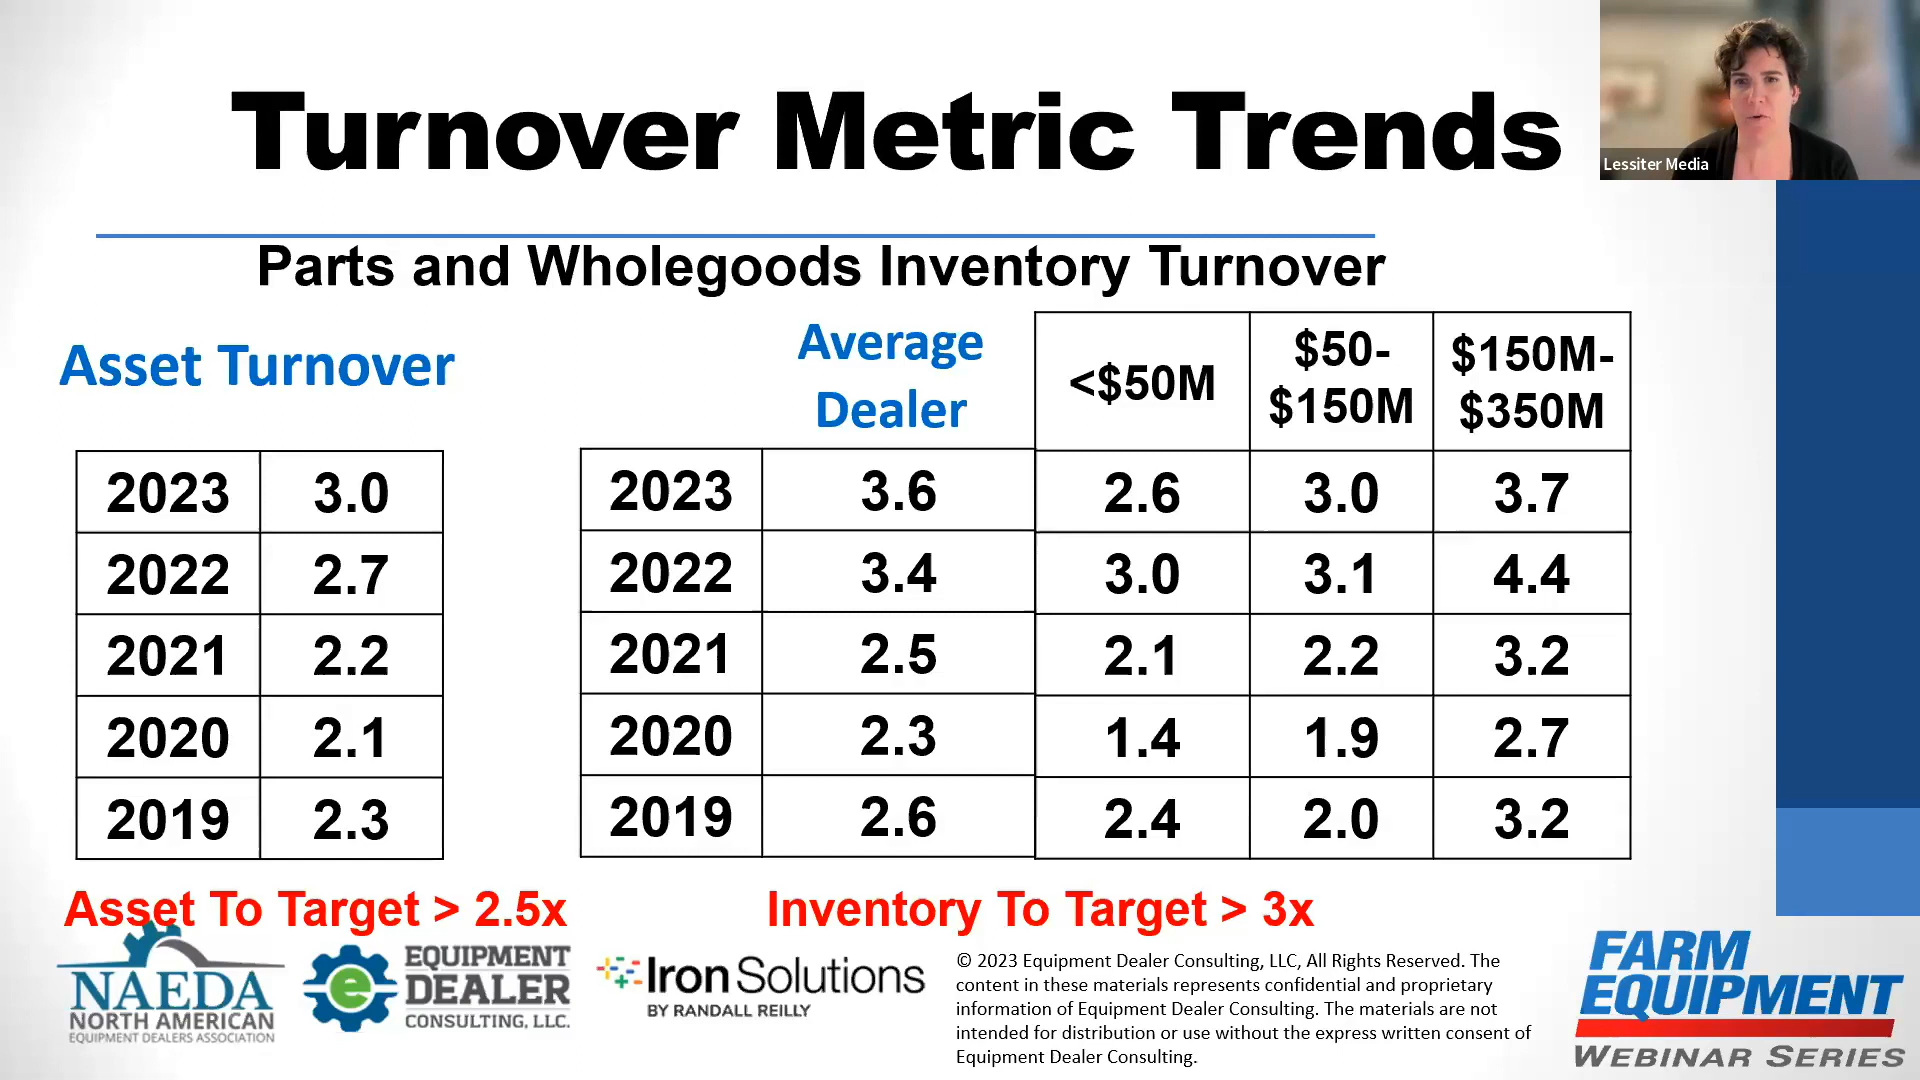 Turnover Metric Trends
Lessiter Media
Parts and Wholegoods Inventory Turnover
Asset Turnover
2023 3.0
2022 2.7
2021 2.2
2020 2.1
2019 2.3
Average
Dealer
<$50M
$50-
$150M
$150M-
$350M
2023 3.6 2.6 3.0 3.7
2022 3.4 3.0 3.1 4.4
2021 2.5 2.1 2.2 3.2
2020 2.3 1.4 1.9 2.7
2019 2.6 2.4 2.0 3.2
Asset To Target > 2.5x
Inventory To Target > 3x
NAEDA
NORTH AMERICAN
EQUIPMENT DEALERS ASSOCIATION
e
EQUIPMENT
DEALER
CONSULTING, LLC.
Iron Solutions
BY RANDALL REILLY
© 2023 Equipment Dealer Consulting, LLC, All Rights Reserved. The
content in these materials represents confidential and proprietary
information of Equipment Dealer Consulting. The materials are not
intended for distribution or use without the express written consent of
Equipment Dealer Consulting.
FARM
EQUIPMENT
WEBINAR SERIES